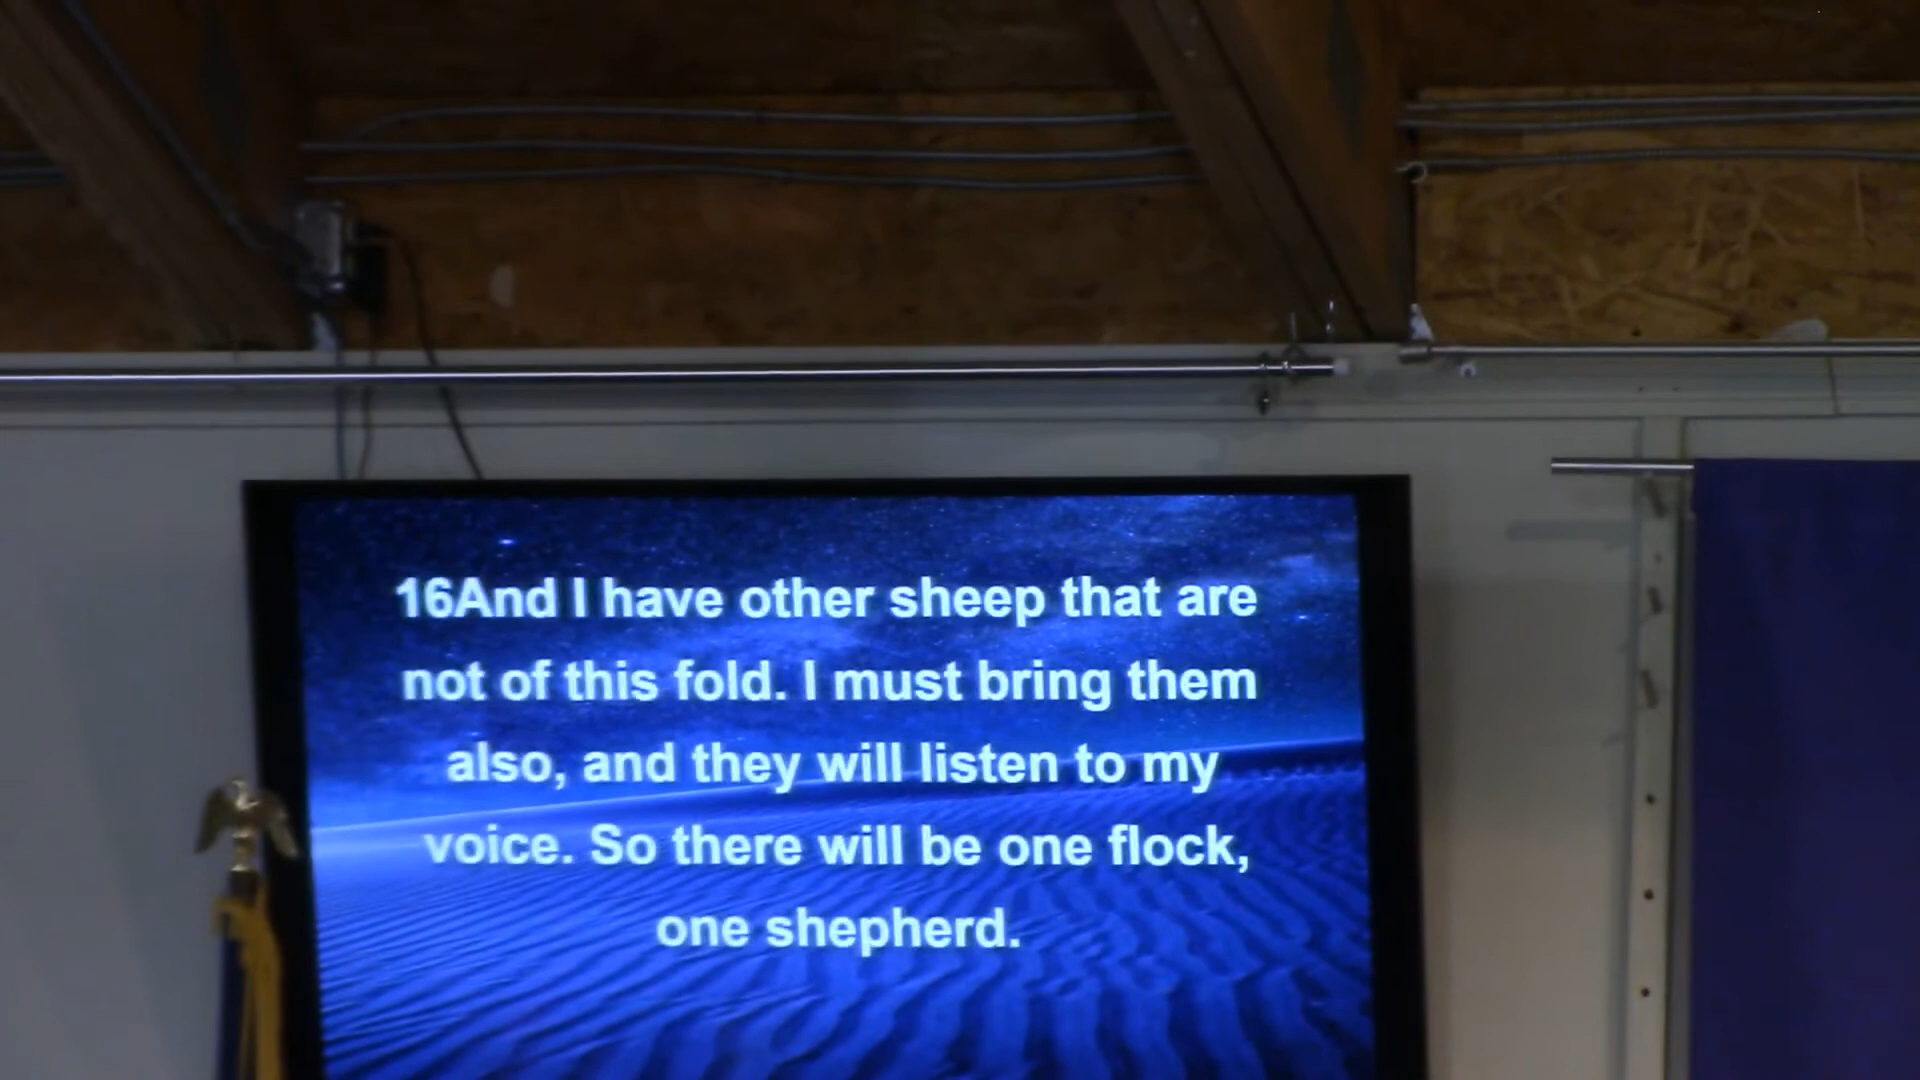 16And I have other sheep that are
not of this fold. I must bring them
also, and they will listen to my
voice. So there will be one flock,
one shepherd.